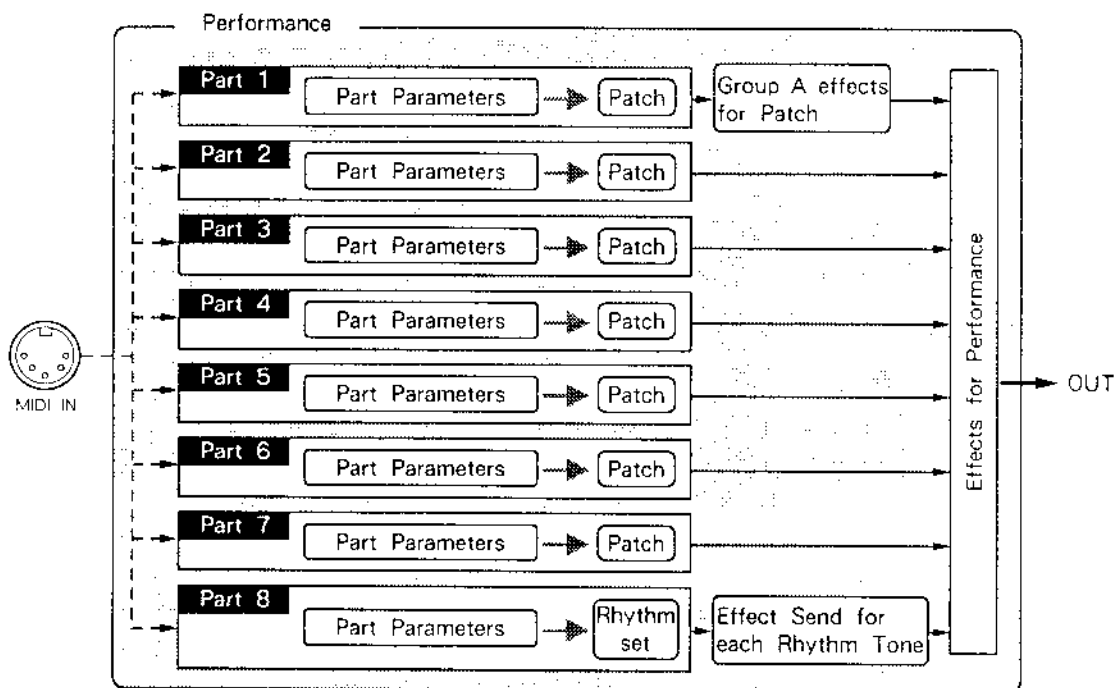 Performance
Part 1
Part Parameters
Patch
Group A effects
for Patch
Part 2
Part Parameters
Patch
Part 3
Part Parameters
Patch
Part 4
Part Parameters
Patch
Part 5
Part Parameters
Patch
Part 6
Part Parameters
Patch
Part 7
Part Parameters
Patch
Part 8
Part Parameters
Rhythm
set
Effect Send for
each Rhythm Tone
Effects for Performance
MIDI IN
OUT